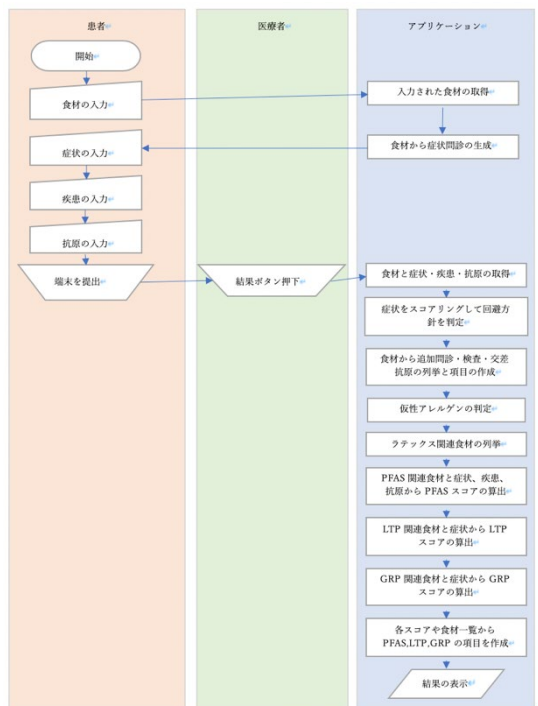 患者
医療者
アプリケーション
開始
食材の入力
入力された食材の取得
症状の入力
食材から症状問診の生成
疾患の入力
抗原の入力
端末を提出
結果ボタン押下
食材と症状・疾患・抗原の取得
症状をスコアリングして回避方
針を判定
食材から追加問診・検査・交差
抗原の列挙と項目の作成
仮性アレルゲンの判定
ラテックス関連食材の列挙
PFAS 関連食材と症状、疾患、
抗原から PFAS スコアの算出
LTP 関連食材と症状から LTP
スコアの算出
GRP 関連食材と症状から GRP
スコアの算出
各スコアや食材一覧から
PFAS,LTP,GRP の項目を作成
結果の表示